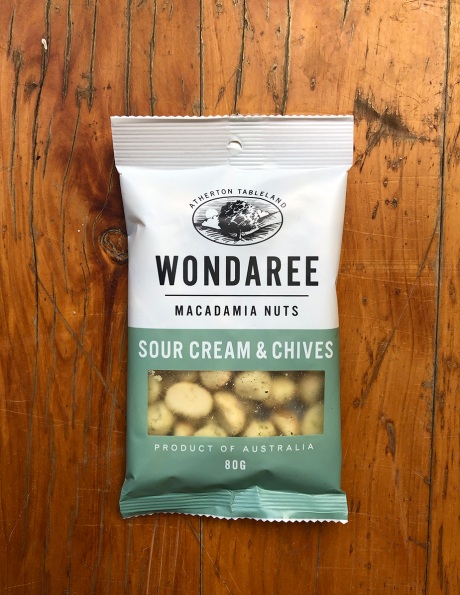 ATHERTON TABLELAND
WONDAREE
MACADAMIA NUTS
SOUR CREAM & CHIVES
PRODUCT OF AUSTRALIA
80G